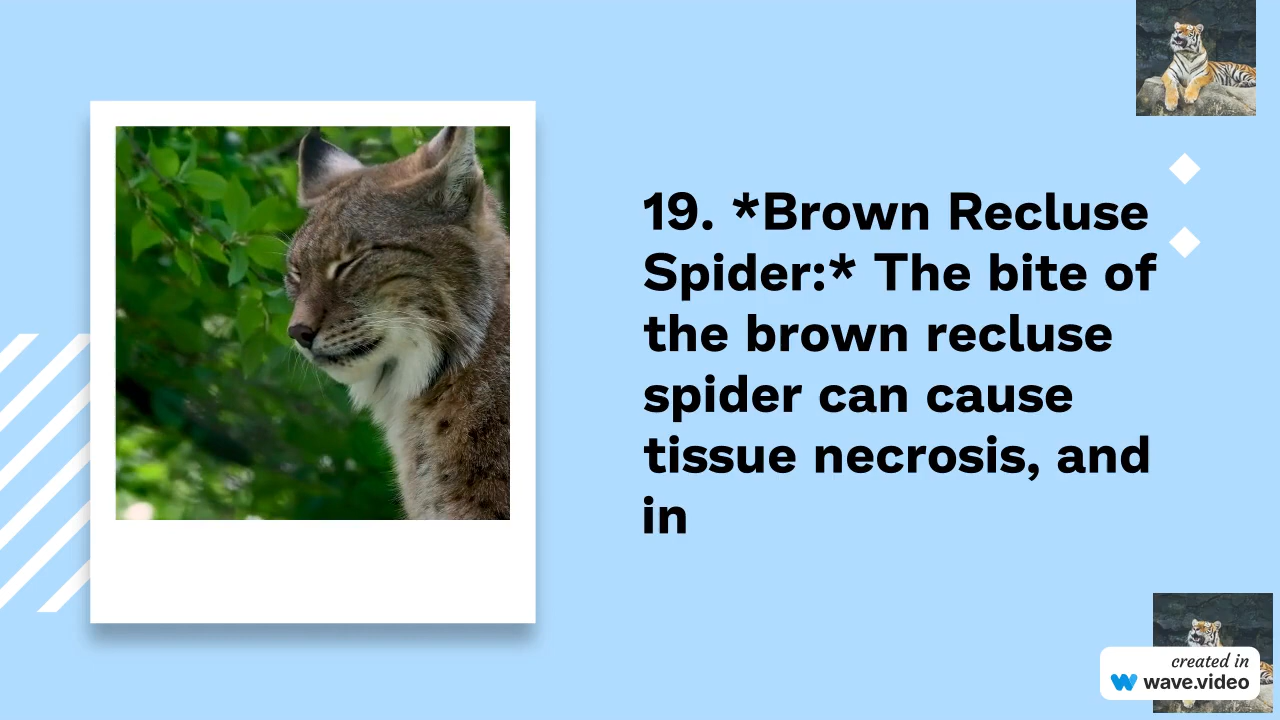 19. *Brown Recluse
Spider:* The bite of
the brown recluse
spider can cause
tissue necrosis, and
in
created in
wave.video